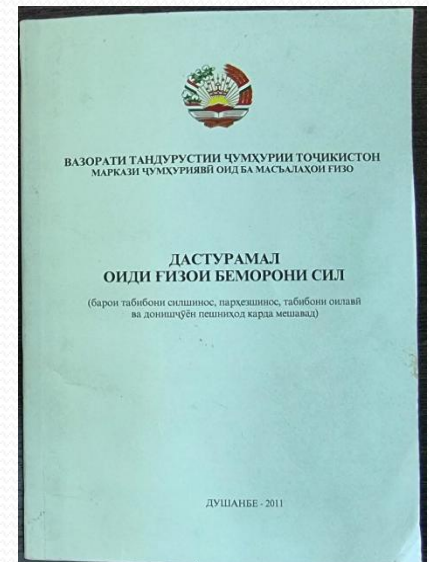 ВАЗОРАТИ ТАНДУРУСТИИ ҶУМҲУРИИ ТОҶИКИСТОН
МАРКАЗИ ҶУМҲУРИЯВӢ ОИД БА МАСЪАЛАҲОИ ҒИЗО
ДАСТУРАМАЛ
ОИДИ ҒИЗОИ БЕМОРОНИ СИЛ
(барои табибони силшинос, парҳезшинос, табибони оилавӣ
ва донишҷӯён пешниҳод карда мешавад)
ДУШАНБЕ - 2011